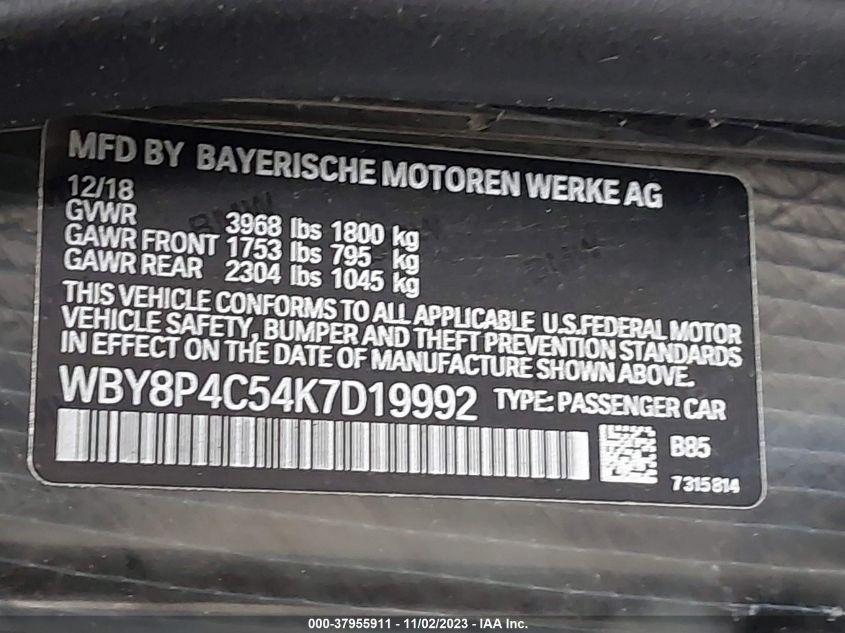 MFD BY BAYERISCHE MOTOREN WERKE AG
12/18
GVWR 3968 lbs 1800 kg
GAWR FRONT 1753 lbs 795 kg
GAWR REAR 2304 lbs 1045 kg
THIS VEHICLE CONFORMS TO ALL APPLICABLE U.S.FEDERAL MOTOR
VEHICLE SAFETY, BUMPER AND THEFT PREVENTION STANDARDS
IN EFFECT ON THE DATE OF MANUFACTURE SHOWN ABOVE.
WBY8P4C54K7D19992 TYPE: PASSENGER CAR
B85
7315814
000-37955911 - 11/02/2023 - IAA Inc.